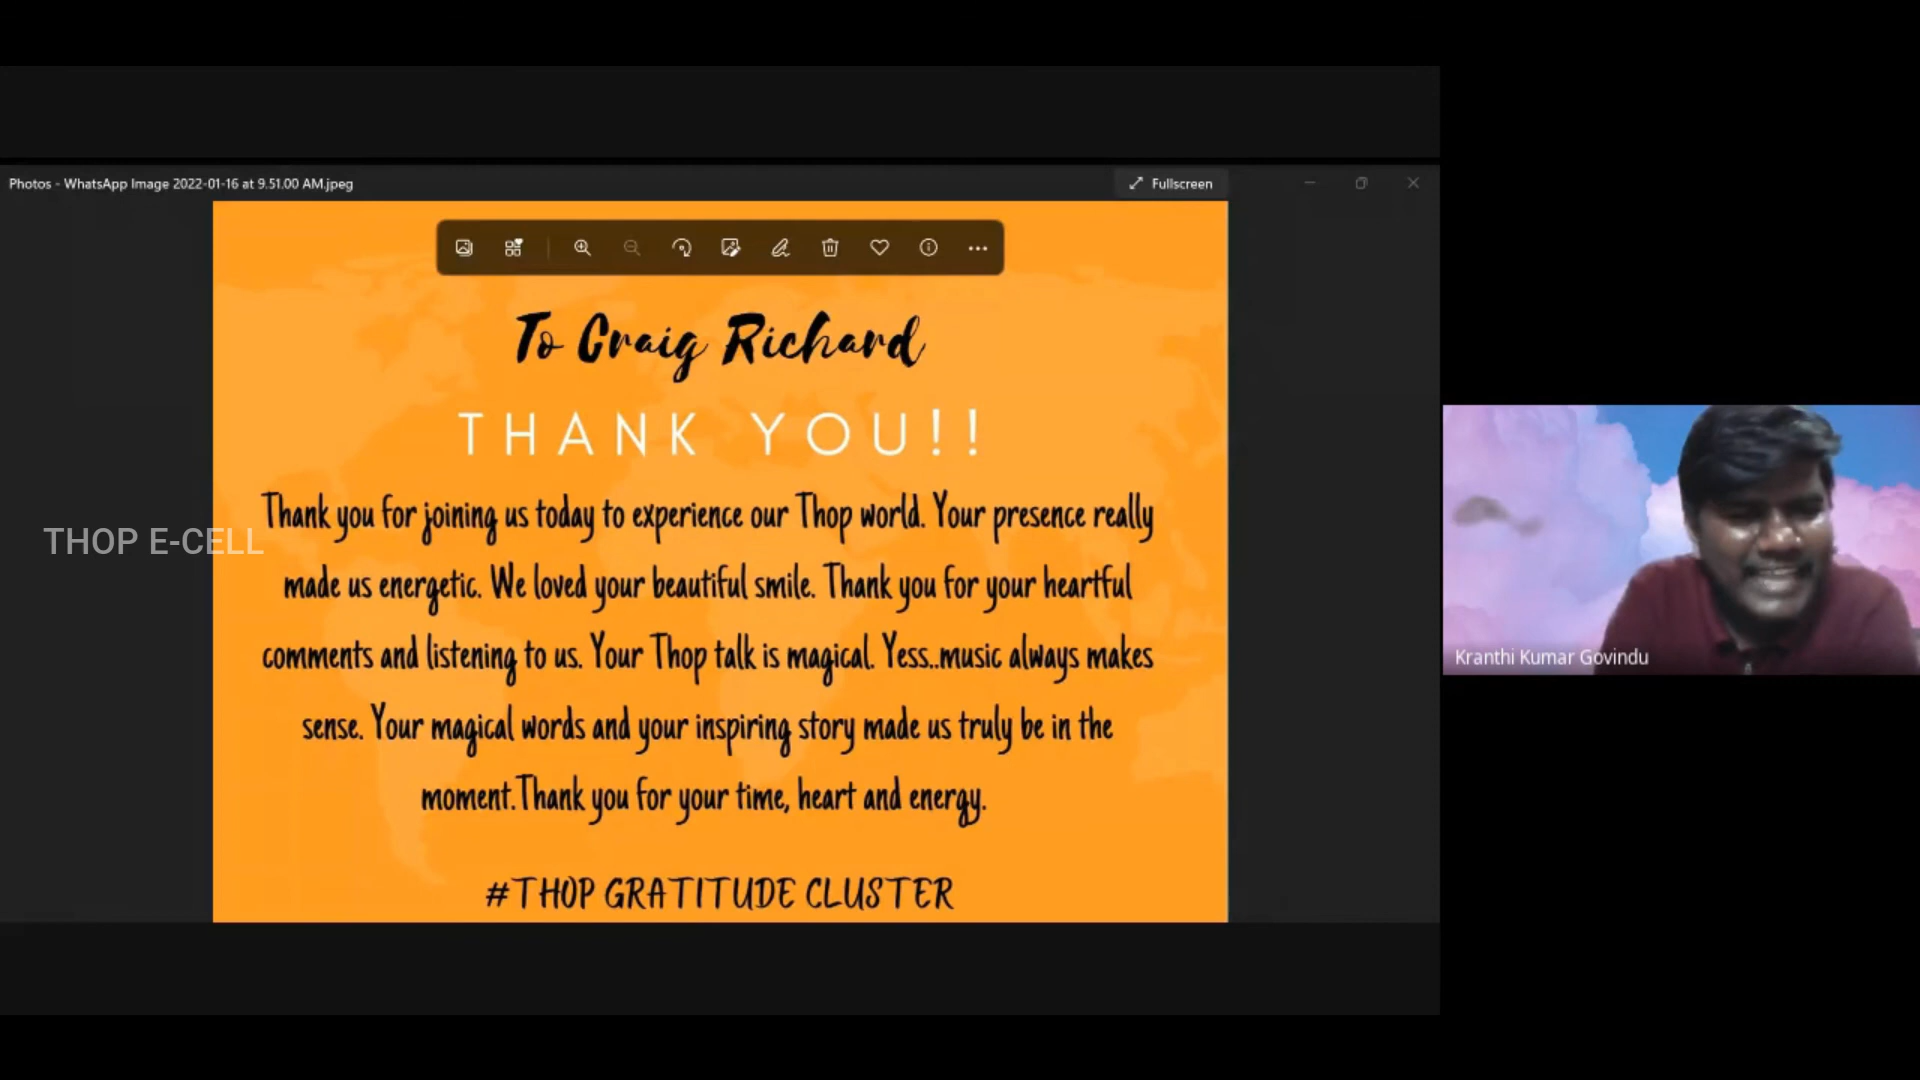 Photos - WhatsApp Image 2022-01-16 at 9.51.00 AM.jpeg
Fullscreen
To Craig Richard
THANK YOU!!
Thank you for joining us today to experience our Thop world. Your presence really
made us energetic. We loved your beautiful smile. Thank you for your heartful
comments and listening to us. Your Thop talk is magical. Yess..music always makes
sense. Your magical words and your inspiring story made us truly be in the
moment.Thank you for your time, heart and energy.
#THOP GRATITUDE CLUSTER
THOP E-CELL
Kranthi Kumar Govindu